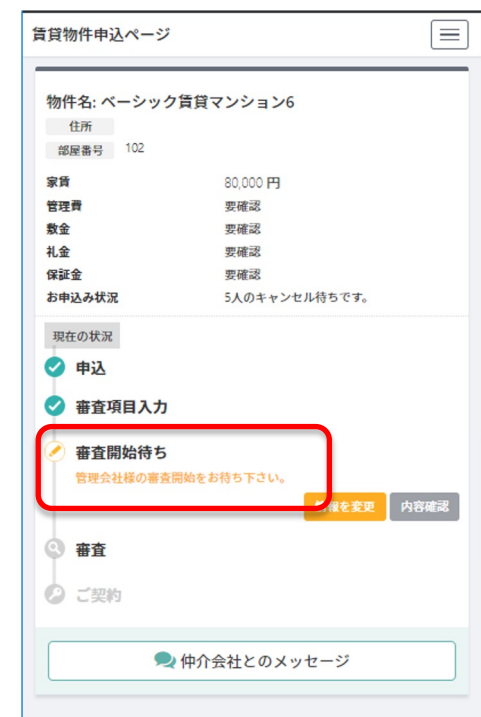 賃貸物件申込ページ
物件名: ベーシック賃貸マンション6
住所
部屋番号 102
家賃 80,000 円
管理費 要確認
敷金 要確認
礼金 要確認
保証金 要確認
お申込み状況 5人のキャンセル待ちです。
現在の状況
申込
審査項目入力
審査開始待ち
管理会社様の審査開始をお待ち下さい。
を変更 内容確認
審査
ご契約
仲介会社とのメッセージ